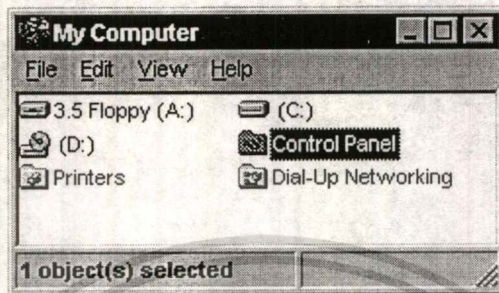 My Computer
File Edit View Help
3.5 Floppy (A:) (C:)
(D:) Control Panel
Printers Dial-Up Networking
1 object(s) selected